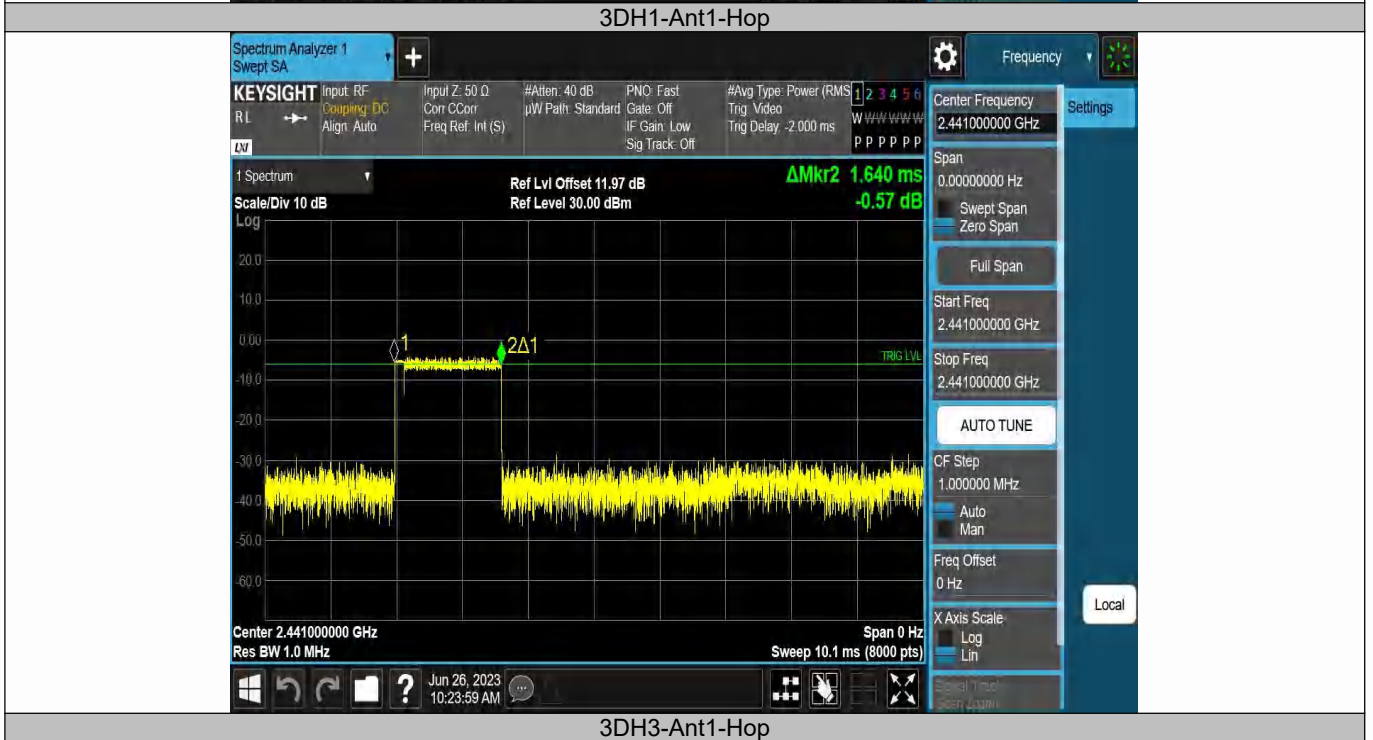 3DH1-Ant1-Hop
Spectrum Analyzer 1
Swept SA
Frequency
KEYSIGHT
RL
LXI
Input: RF
Coupling: DC
Align: Auto
Input Z: 50 Ω
Corr CCorr
Freq Ref: Int (S)
#Atten: 40 dB
µW Path: Standard
PNO: Fast
Gate: Off
IF Gain: Low
Sig Track: Off
#Avg Type: Power (RMS
Trig: Video
Trig Delay: -2.000 ms
1 2 3 4 5 6
W W W W W W
P P P P P P
Center Frequency
2.441000000 GHz
Settings
Span
0.00000000 Hz
Swept Span
Zero Span
Full Span
Start Freq
2.441000000 GHz
Stop Freq
2.441000000 GHz
AUTO TUNE
CF Step
1.000000 MHz
Auto
Man
Freq Offset
0 Hz
X Axis Scale
Log
Lin
Signal Track
Local
1 Spectrum
Scale/Div 10 dB
Ref Lvl Offset 11.97 dB
Ref Level 30.00 dBm
ΔMkr2 1.640 ms
-0.57 dB
Log
20.0
10.0
0.00
-10.0
-20.0
-30.0
-40.0
-50.0
-60.0
1
2Δ1
TRIG LVL
Center 2.441000000 GHz
Res BW 1.0 MHz
Span 0 Hz
Sweep 10.1 ms (8000 pts)
?
Jun 26, 2023
10:23:59 AM
3DH3-Ant1-Hop